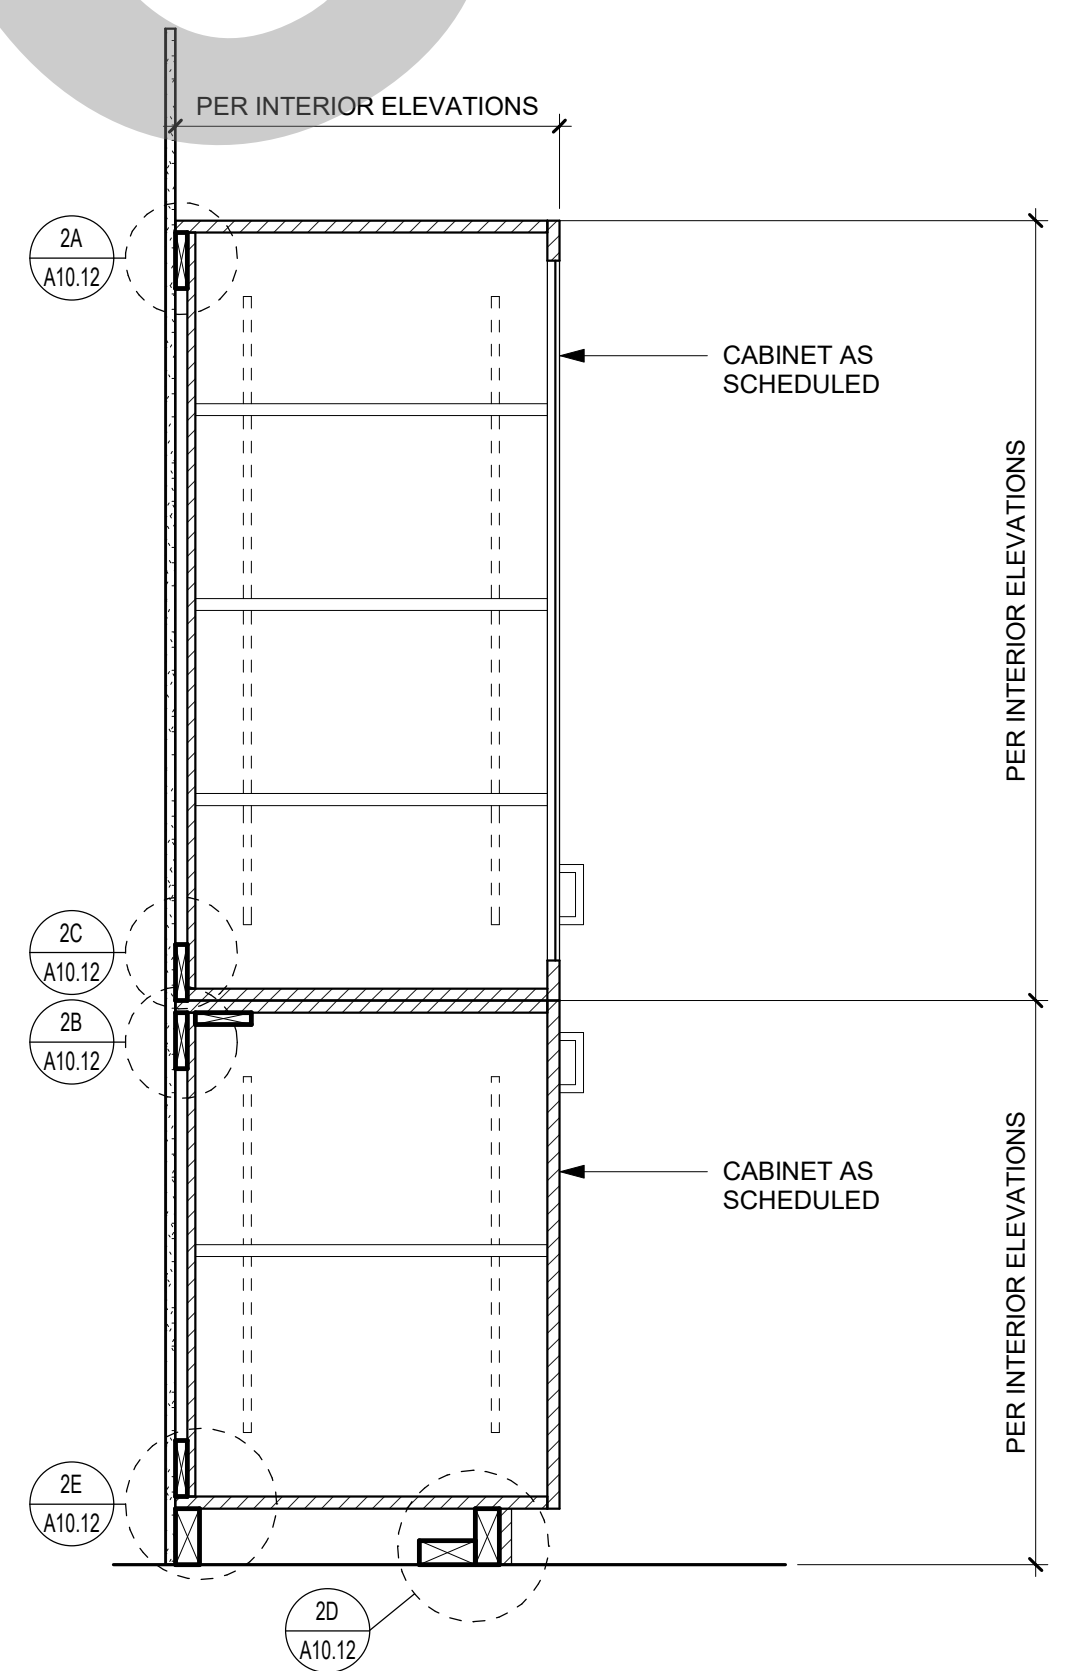 PER INTERIOR ELEVATIONS
2A
A10.12
CABINET AS
SCHEDULED
PER INTERIOR ELEVATIONS
2C
A10.12
2B
A10.12
CABINET AS
SCHEDULED
PER INTERIOR ELEVATIONS
2E
A10.12
2D
A10.12